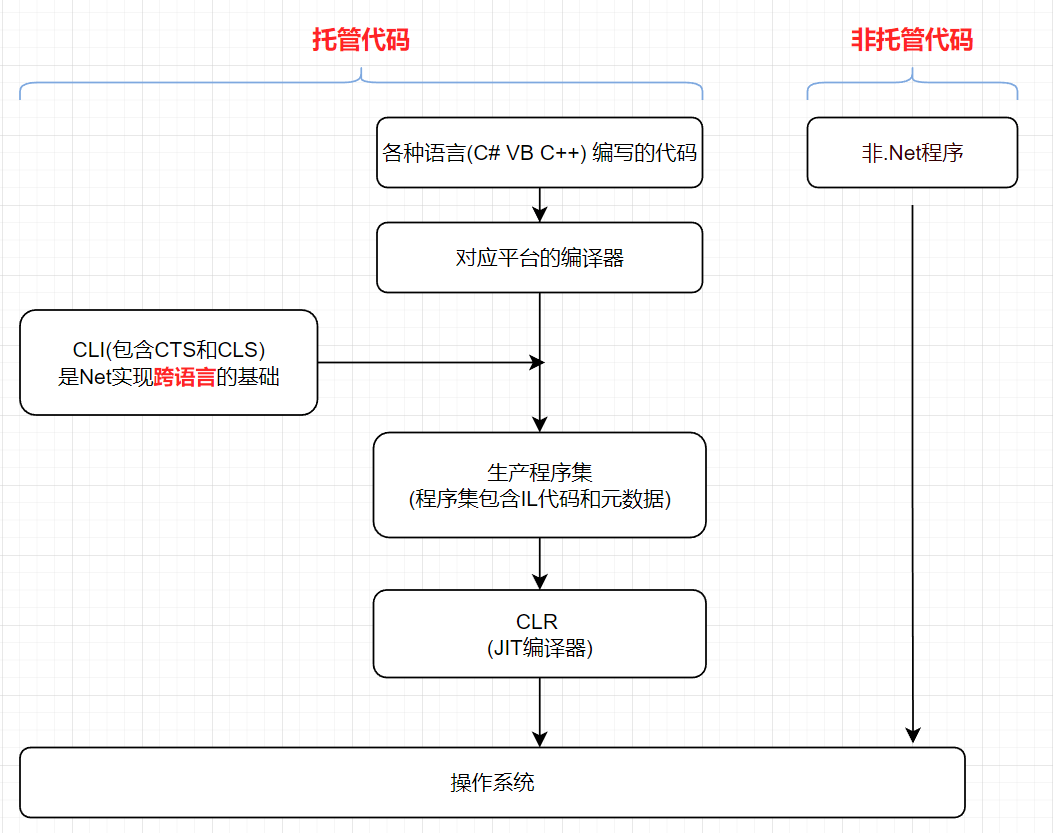 托管代码
非托管代码
各种语言(C# VB C++) 编写的代码
非.Net程序
对应平台的编译器
CLI(包含CTS和CLS)
是Net实现跨语言的基础
生产程序集
(程序集包含IL代码和元数据)
CLR
(JIT编译器)
操作系统